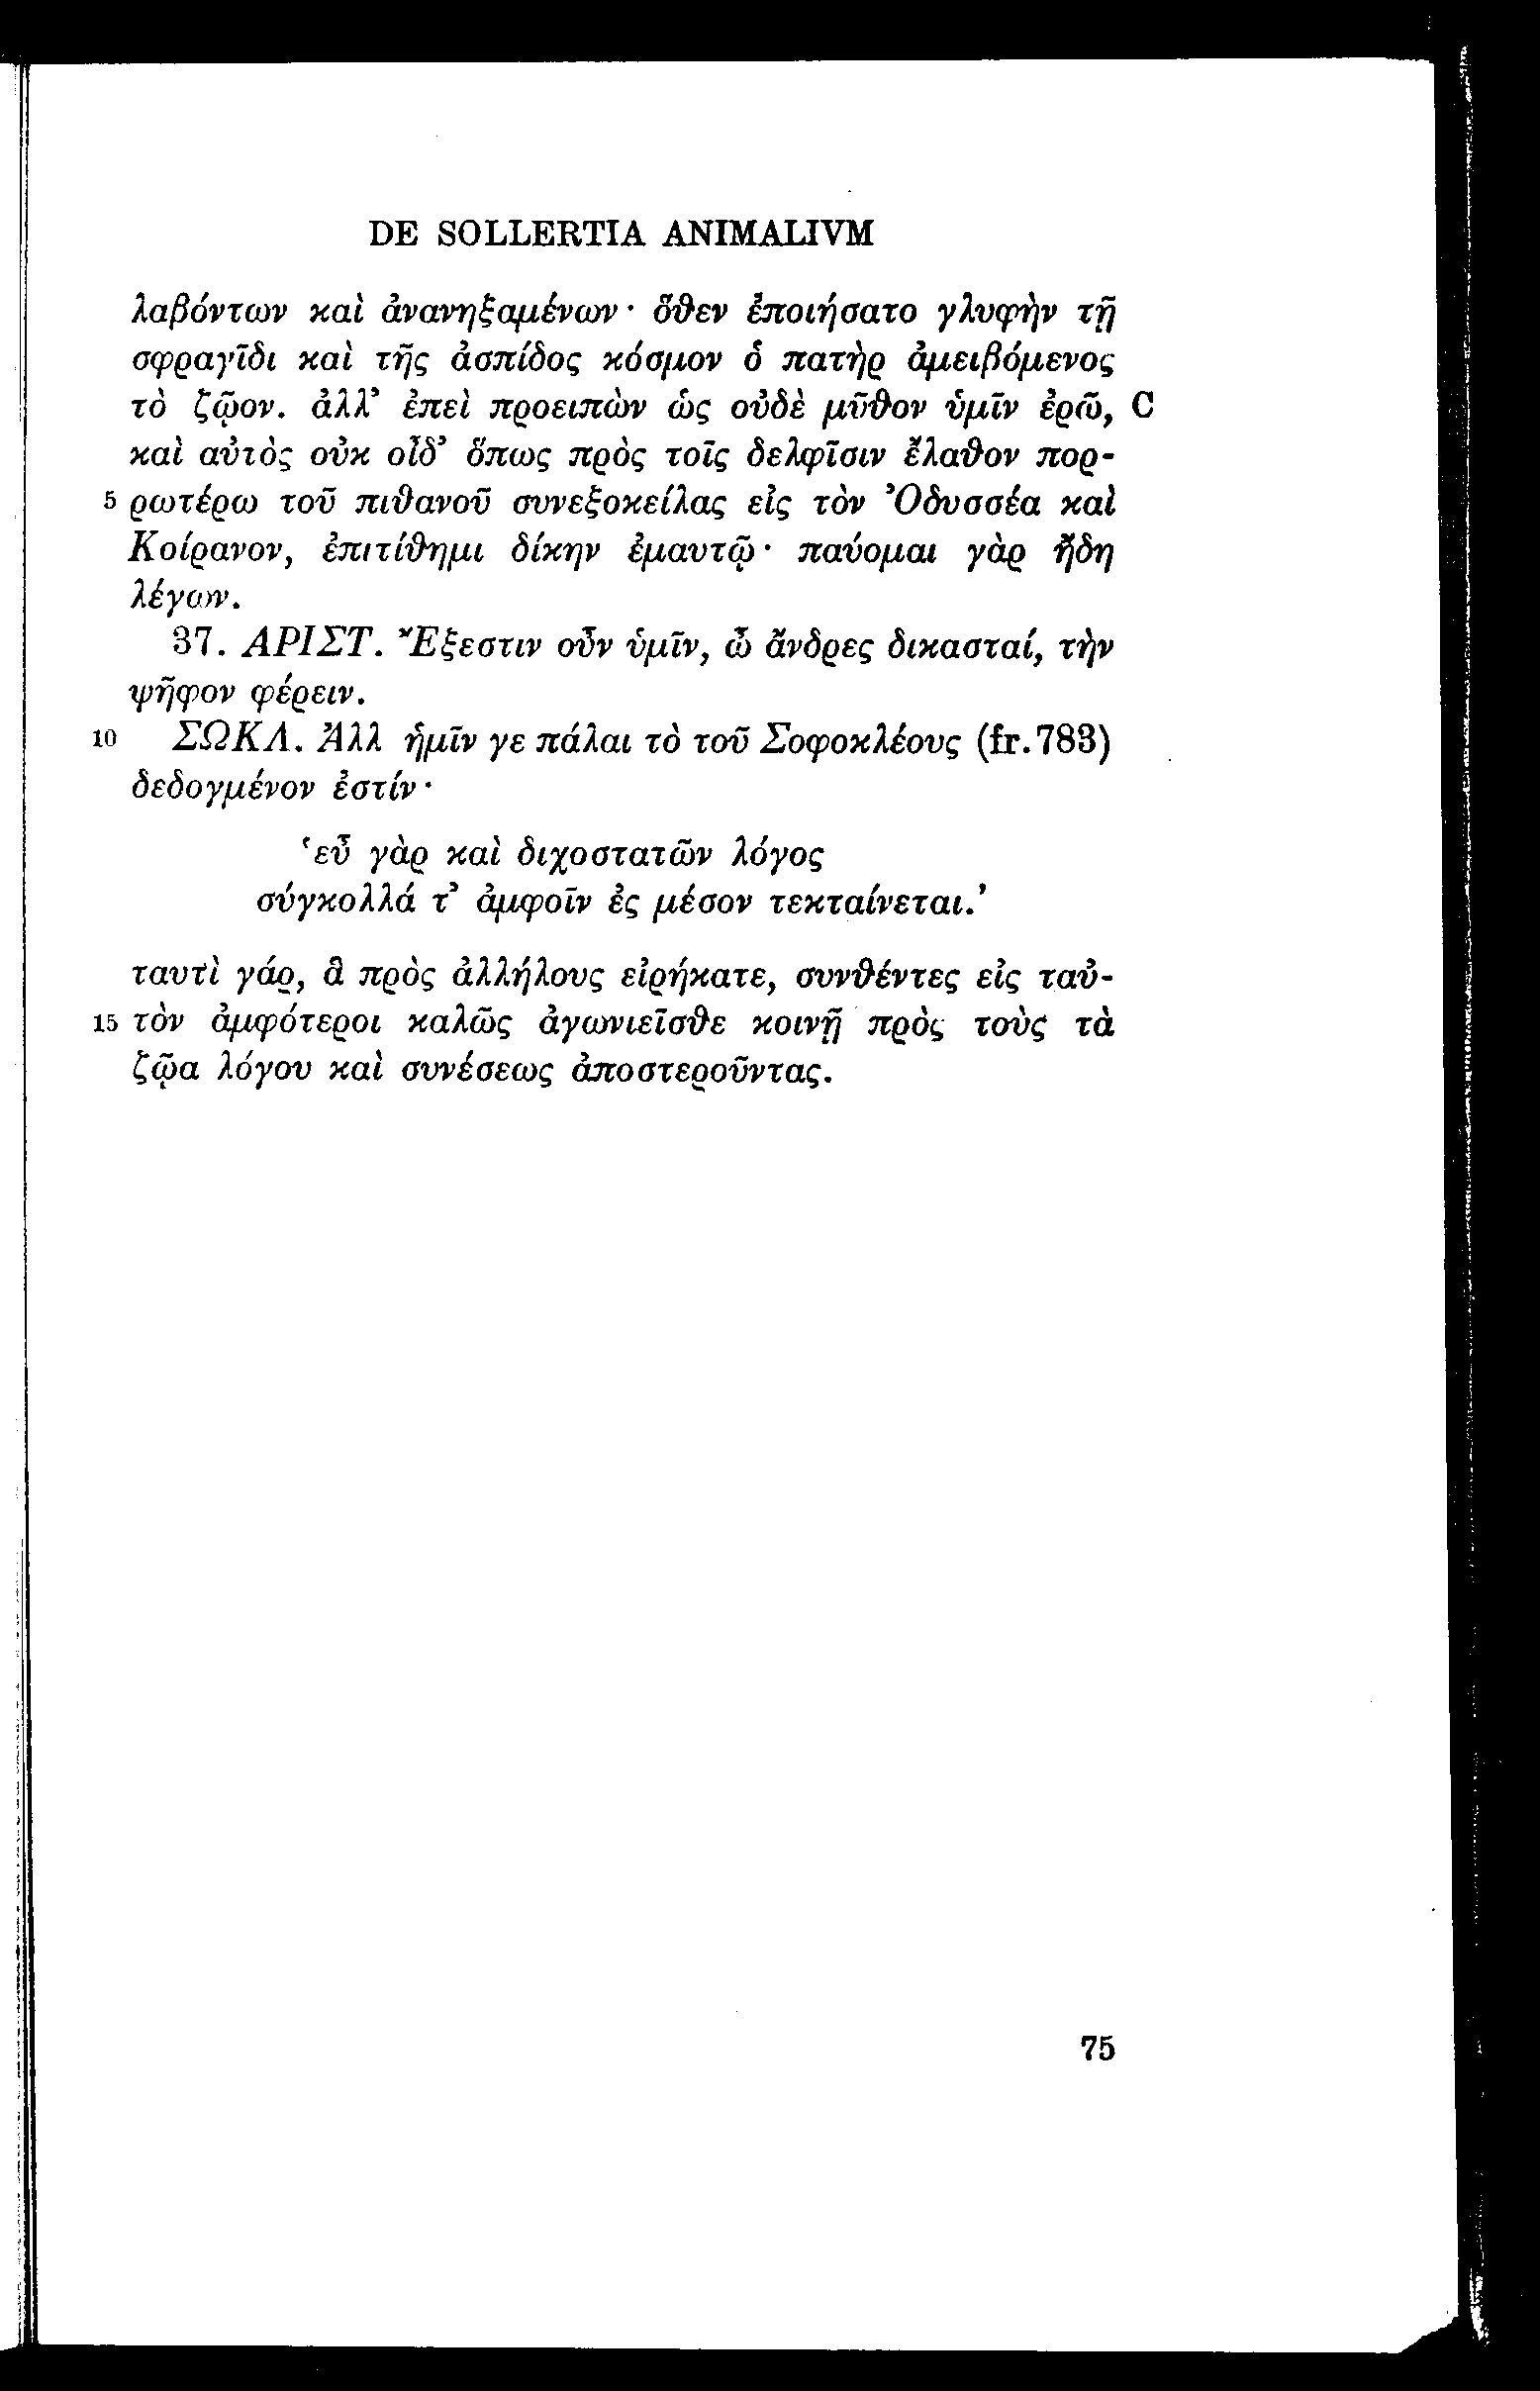 DE SOLLERTIA ANIMALIVM
λαβόντων καὶ ἀνανηξαμένων· ὅθεν ἐποιήσατο γλυφὴν τῇ
σφραγῖδι καὶ τῆς ἀσπίδος κόσμον ὁ πατὴρ ἀμειβόμενος
τὸ ζῷον. ἀλλ’ ἐπεὶ προειπὼν ὡς οὐδὲ μῦθον ὑμῖν ἐρῶ, C
καὶ αὐτὸς οὐκ οἶδ’ ὅπως πρὸς τοῖς δελφῖσιν ἔλαθον πορ-
5 ρωτέρω τοῦ πιθανοῦ συνεξοκείλας εἰς τὸν Ὀδυσσέα καὶ
Κοίρανον, ἐπιτίθημι δίκην ἐμαυτῷ· παύομαι γὰρ ἤδη
λέγων.
37. ΑΡΙΣΤ. Ἔξεστιν οὖν ὑμῖν, ὦ ἄνδρες δικασταί, τὴν
ψῆφον φέρειν.
10 ΣΩΚΛ. Ἀλλ ἡμῖν γε πάλαι τὸ τοῦ Σοφοκλέους (fr. 783)
δεδογμένον ἐστίν·
‘εὖ γὰρ καὶ διχοστατῶν λόγος
σύγκολλά τ’ ἀμφοῖν ἐς μέσον τεκταίνεται.’
ταυτὶ γάρ, ἃ πρὸς ἀλλήλους εἰρήκατε, συνθέντες εἰς ταὐ-
15 τὸν ἀμφότεροι καλῶς ἀγωνιεῖσθε κοινῇ πρὸς τοὺς τὰ
ζῷα λόγου καὶ συνέσεως ἀποστεροῦντας.
75